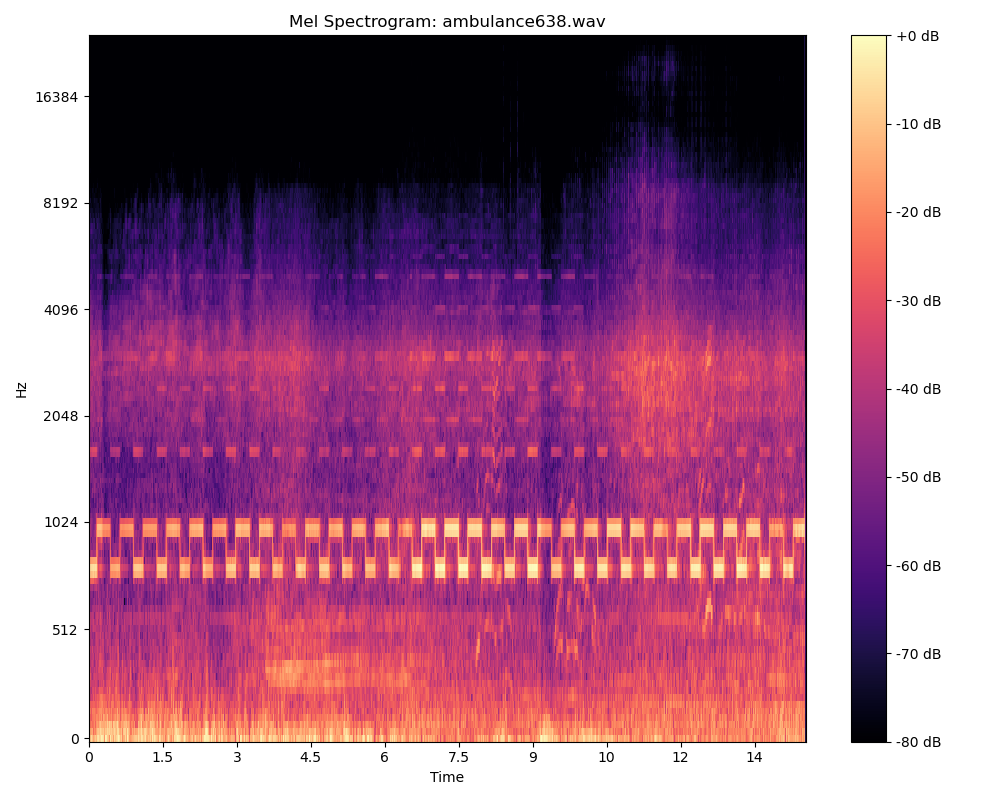 Mel Spectrogram: ambulance638.wav
+0 dB
16384
-10 dB
8192
-20 dB
4096
-30 dB
Hz
2048
-40 dB
1024
-50 dB
512
-60 dB
0
-70 dB
-80 dB
0 1.5 3 4.5 6 7.5 9 10 12 14
Time